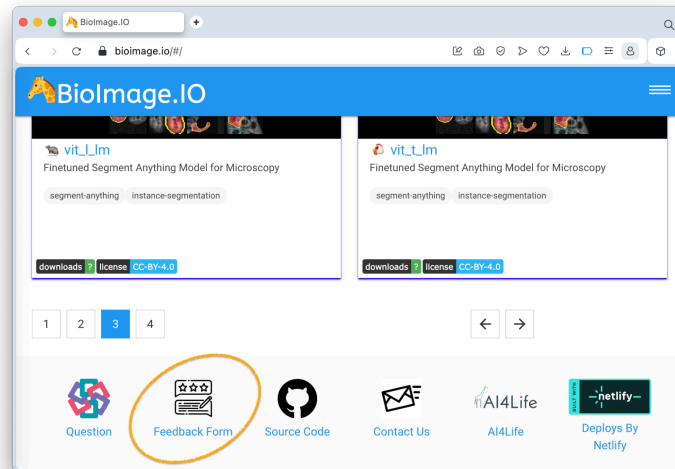 BioImage.IO
bioimage.io/#/
BioImage.IO
vit_l_lm
Finetuned Segment Anything Model for Microscopy
segment-anything instance-segmentation
downloads ? license CC-BY-4.0
vit_t_lm
Finetuned Segment Anything Model for Microscopy
segment-anything instance-segmentation
downloads ? license CC-BY-4.0
1 2 3 4
Question
Feedback Form
Source Code
Contact Us
AI4Life
AI4Life
BUILT WITH
netlify
Deploys By
Netlify